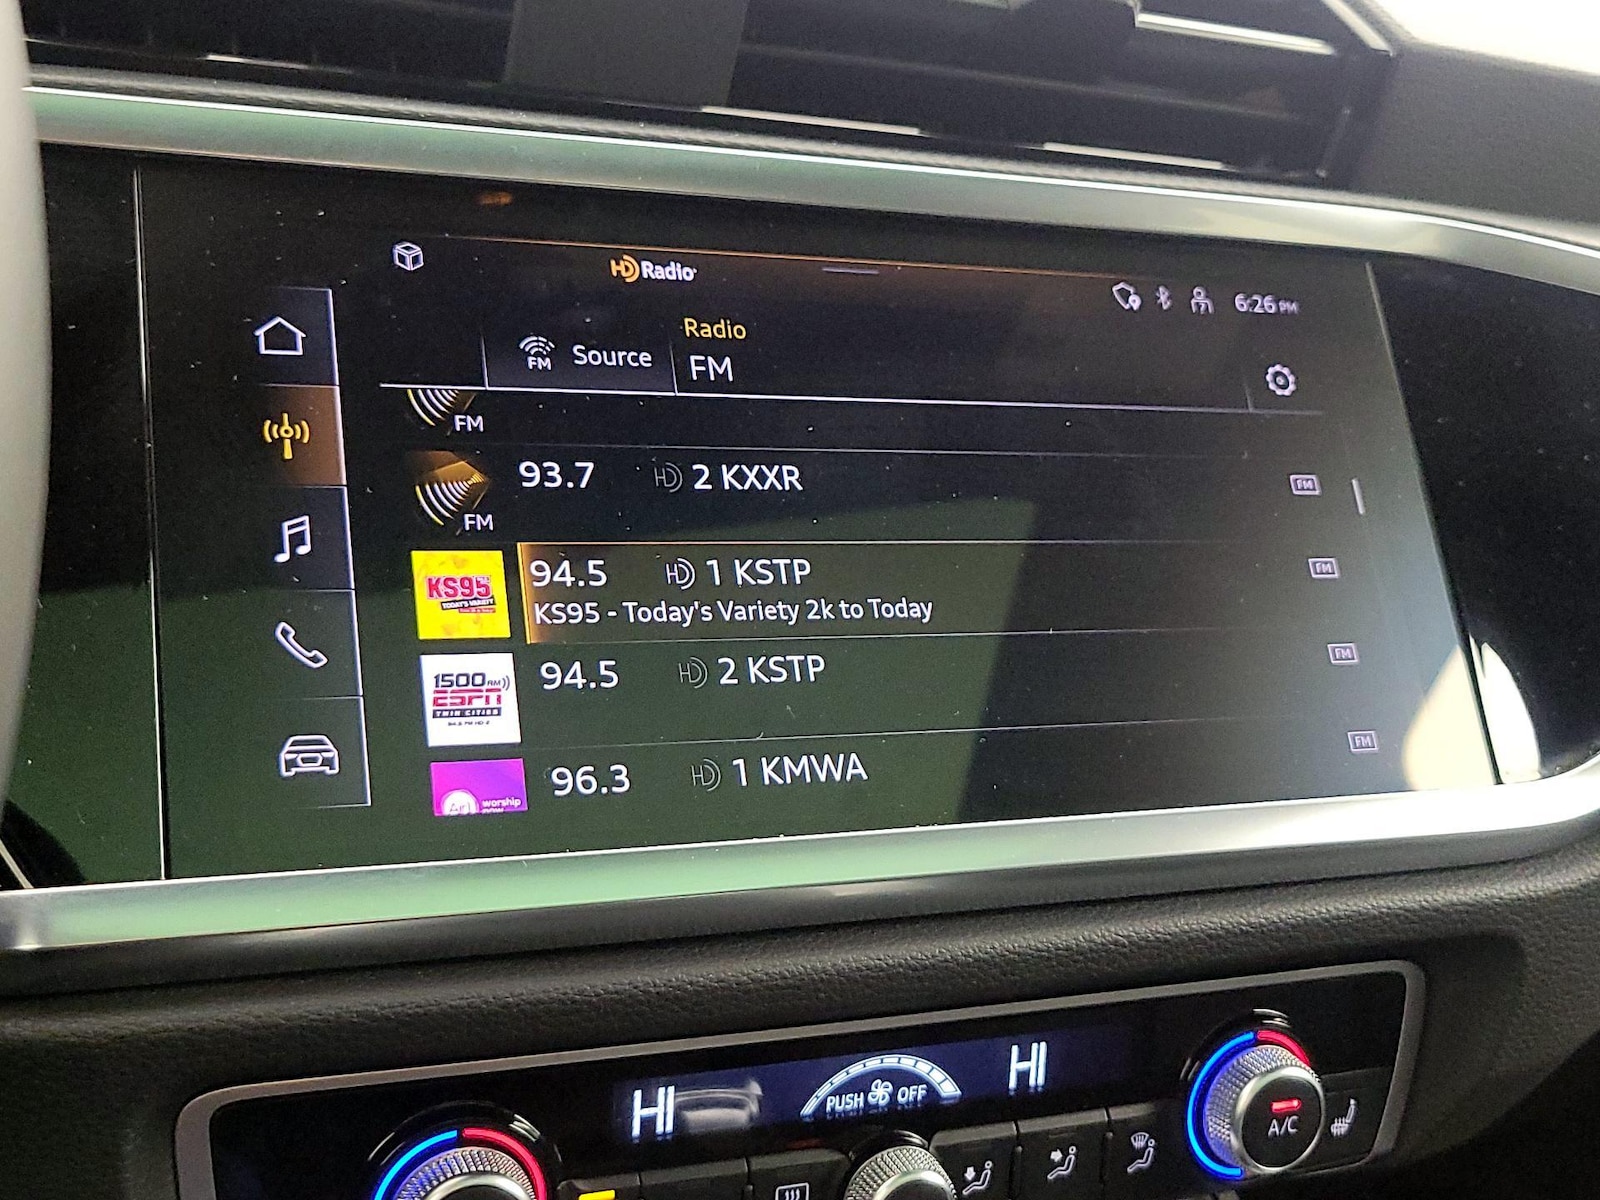 HD Radio
6:26 PM
FM Source
Radio
FM
FM
FM
93.7 HD 2 KXXR FM
KS95
TODAY'S VARIETY
94.5 HD 1 KSTP FM
KS95 - Today's Variety 2k to Today
1500 AM
ESPN
TWIN CITIES
94.5 HD 2 KSTP FM
worship
96.3 HD 1 KMWA FM
HI PUSH OFF HI
A/C